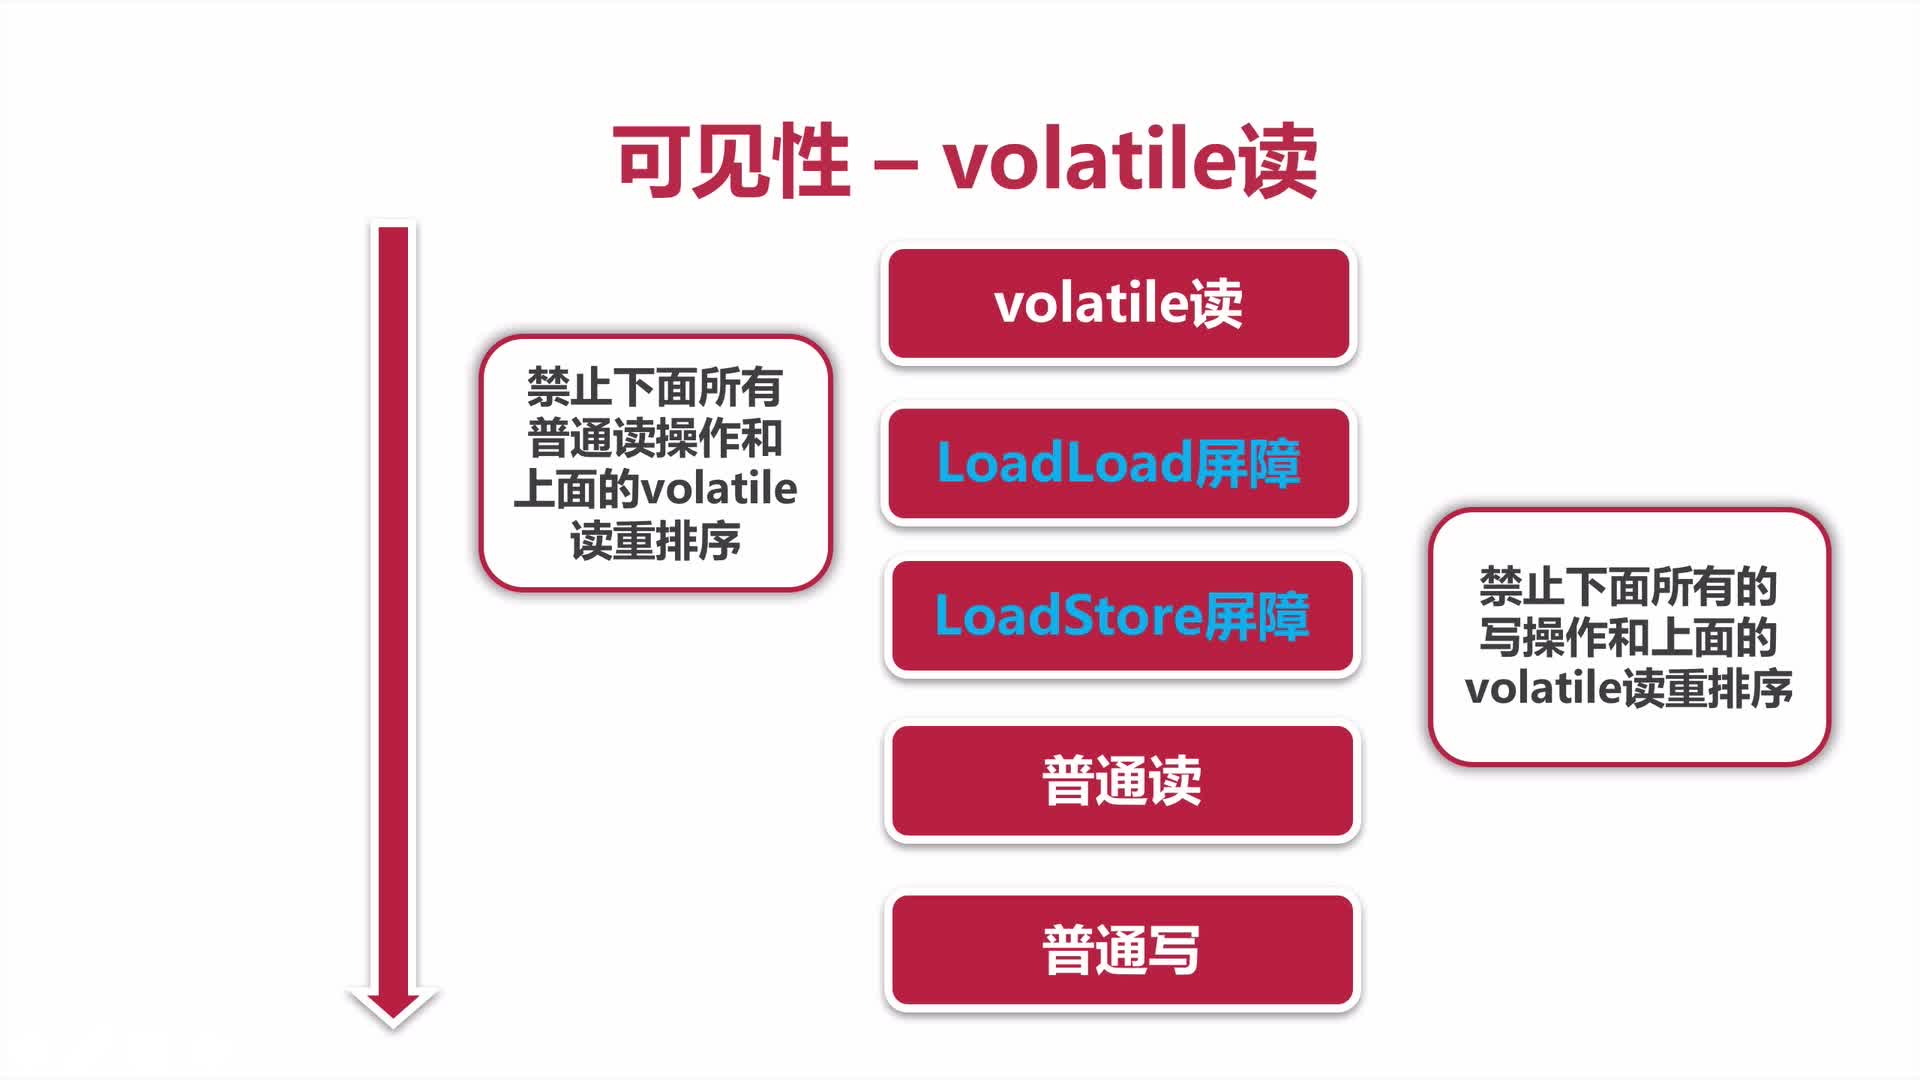 可见性 – volatile读
volatile读
禁止下面所有
普通读操作和
上面的volatile
读重排序
LoadLoad屏障
LoadStore屏障
禁止下面所有的
写操作和上面的
volatile读重排序
普通读
普通写